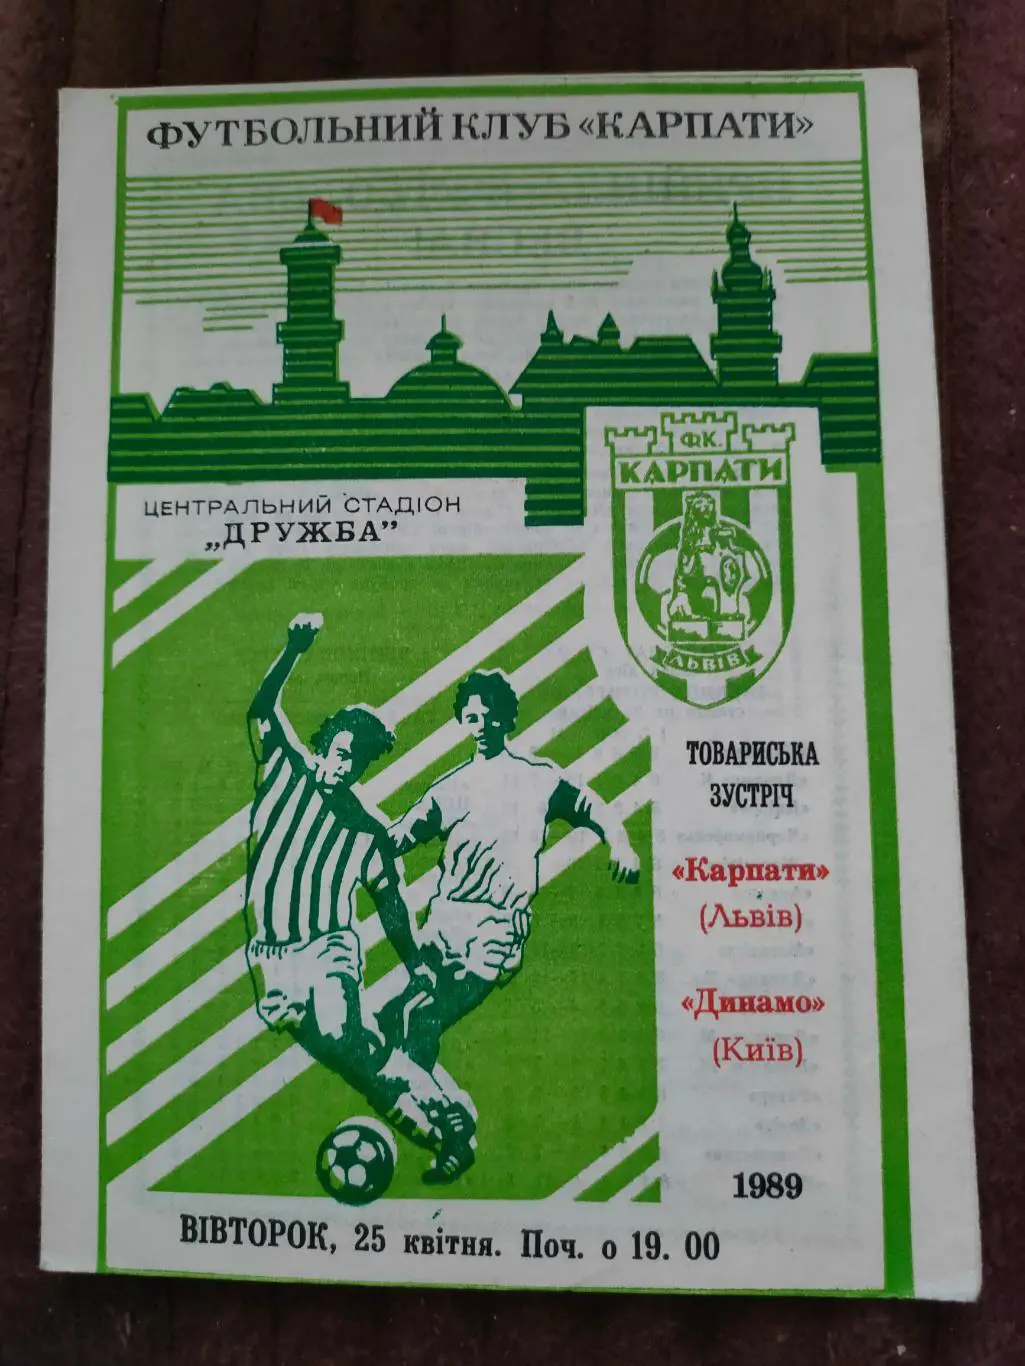 ФУТБОЛЬНИЙ КЛУБ «КАРПАТИ»
Ф.К.
КАРПАТИ
ЛЬВІВ
ЦЕНТРАЛЬНИЙ СТАДІОН
„ДРУЖБА”
ТОВАРИСЬКА
ЗУСТРІЧ
«Карпати»
(Львів)
«Динамо»
(Київ)
1989
ВІВТОРОК, 25 квітня. Поч. о 19. 00